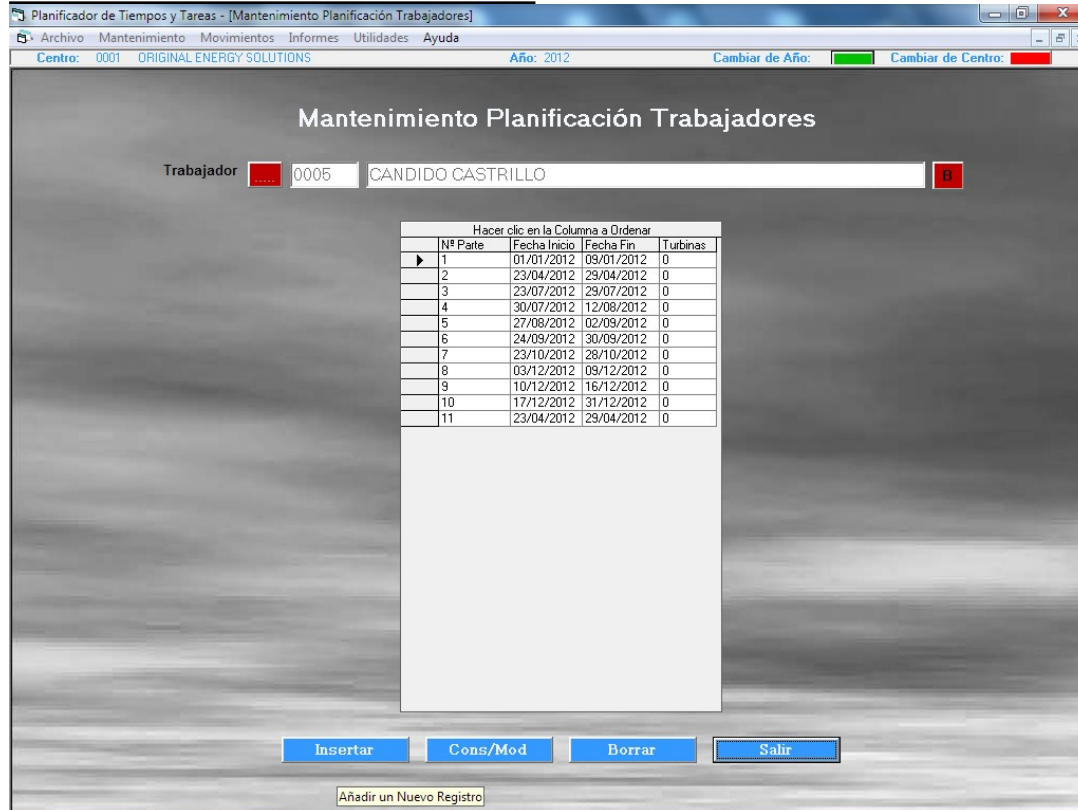 Planificador de Tiempos y Tareas - [Mantenimiento Planificación Trabajadores]
Archivo Mantenimiento Movimientos Informes Utilidades Ayuda
Centro: 0001 ORIGINAL ENERGY SOLUTIONS Año: 2012 Cambiar de Año: Cambiar de Centro:
Mantenimiento Planificación Trabajadores
Trabajador ..... 0005 CANDIDO CASTRILLO B
Hacer clic en la Columna a Ordenar
Nº Parte Fecha Inicio Fecha Fin Turbinas
1 01/01/2012 09/01/2012 0
2 23/04/2012 29/04/2012 0
3 23/07/2012 29/07/2012 0
4 30/07/2012 12/08/2012 0
5 27/08/2012 02/09/2012 0
6 24/09/2012 30/09/2012 0
7 23/10/2012 28/10/2012 0
8 03/12/2012 09/12/2012 0
9 10/12/2012 16/12/2012 0
10 17/12/2012 31/12/2012 0
11 23/04/2012 29/04/2012 0
Insertar Cons/Mod Borrar Salir
Añadir un Nuevo Registro